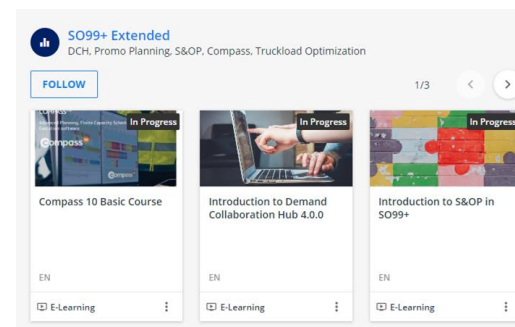 SO99+ Extended
DCH, Promo Planning, S&OP, Compass, Truckload Optimization
FOLLOW
1/3
In Progress
Compass
In Progress
In Progress
Compass 10 Basic Course
Introduction to Demand
Collaboration Hub 4.0.0
Introduction to S&OP in
SO99+
EN
EN
EN
E-Learning
E-Learning
E-Learning